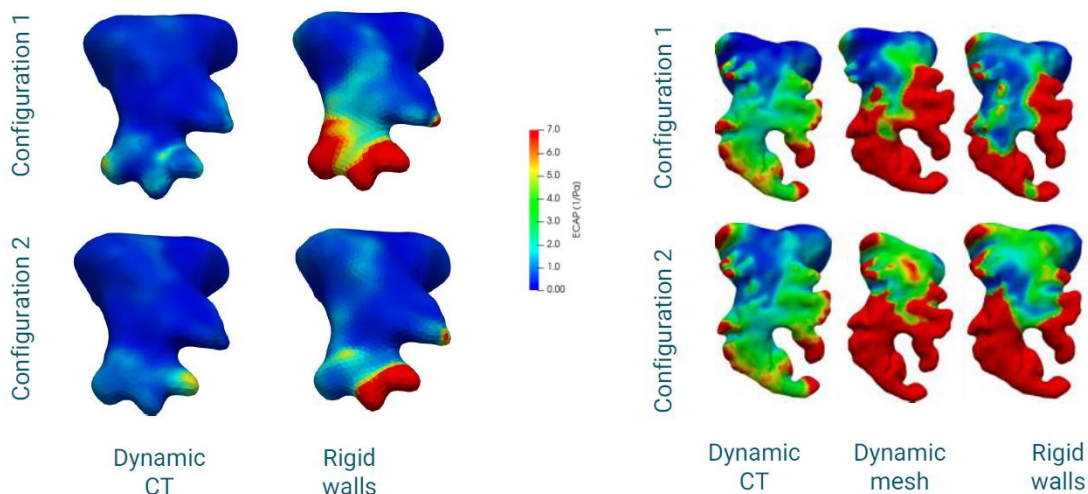 Configuration 1
Configuration 2
7.0
6.0
5.0
4.0
3.0
2.0
1.0
0.00
ECAP (1/Pa)
Configuration 1
Configuration 2
Dynamic
CT
Rigid
walls
Dynamic
CT
Dynamic
mesh
Rigid
walls